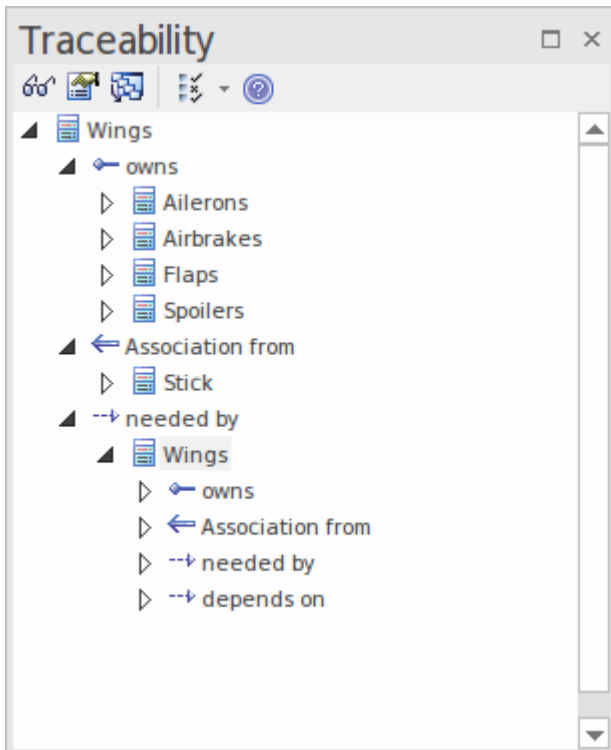 Traceability
Wings
owns
Ailerons
Airbrakes
Flaps
Spoilers
Association from
Stick
needed by
Wings
owns
Association from
needed by
depends on